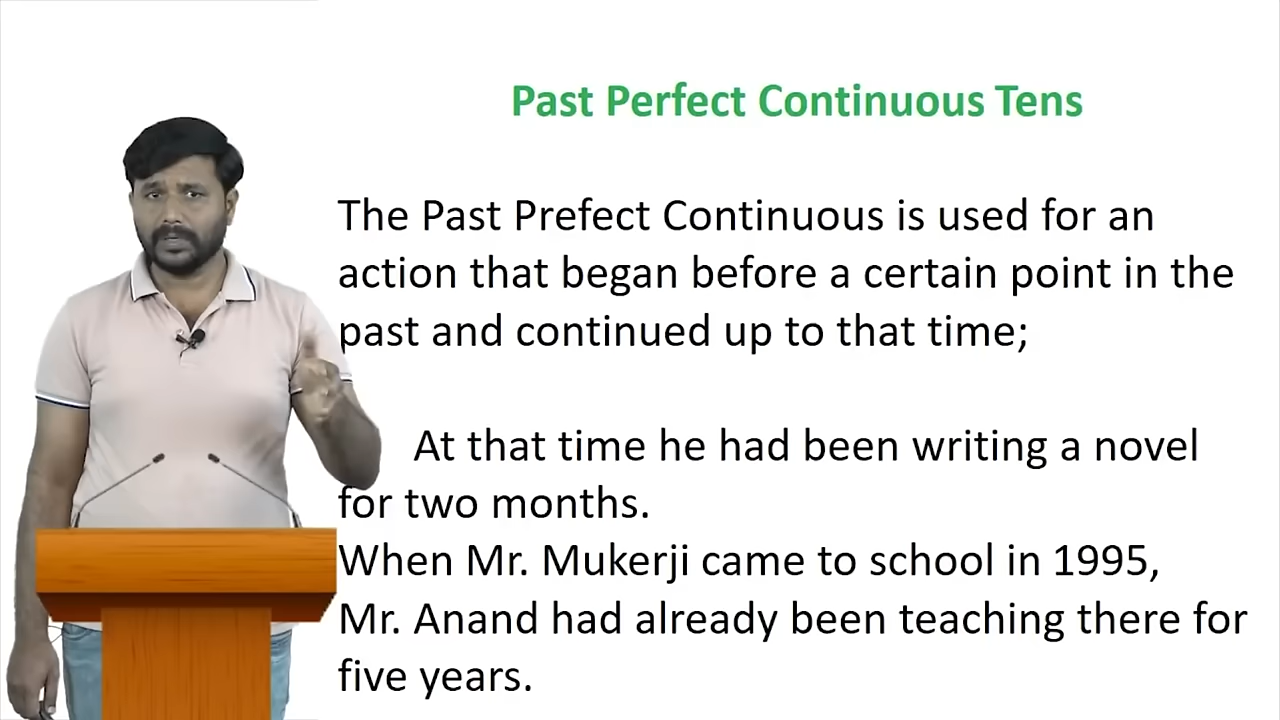 Past Perfect Continuous Tens
The Past Prefect Continuous is used for an
action that began before a certain point in the
past and continued up to that time;
At that time he had been writing a novel
for two months.
When Mr. Mukerji came to school in 1995,
Mr. Anand had already been teaching there for
five years.